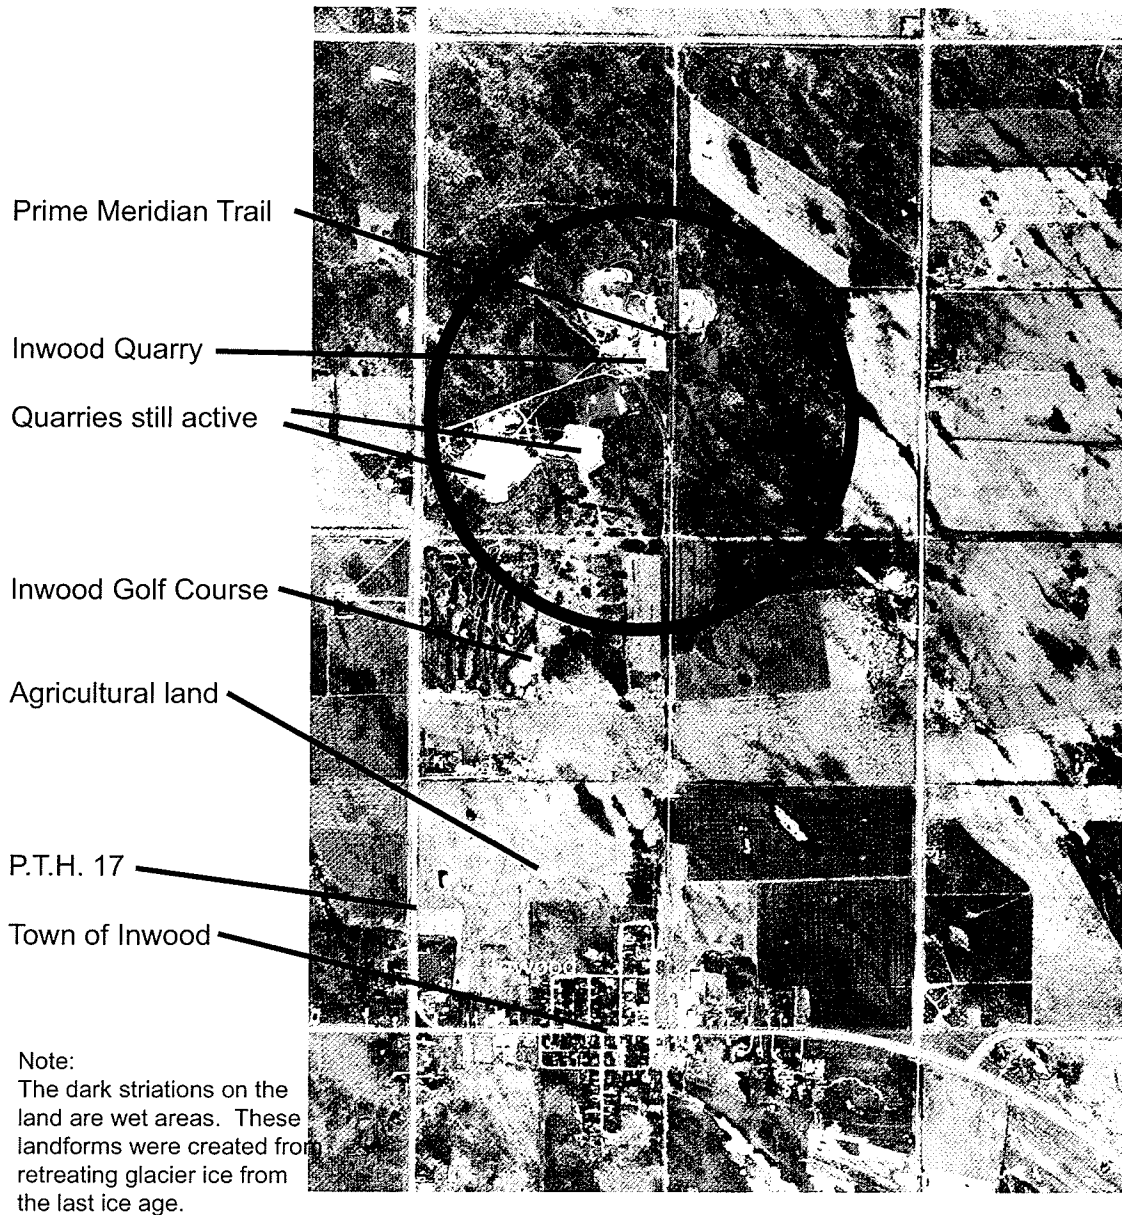 Prime Meridian Trail
Inwood Quarry
Quarries still active
Inwood Golf Course
Agricultural land
P.T.H. 17
Town of Inwood
Inwood
Note:
The dark striations on the
land are wet areas. These
landforms were created from
retreating glacier ice from
the last ice age.